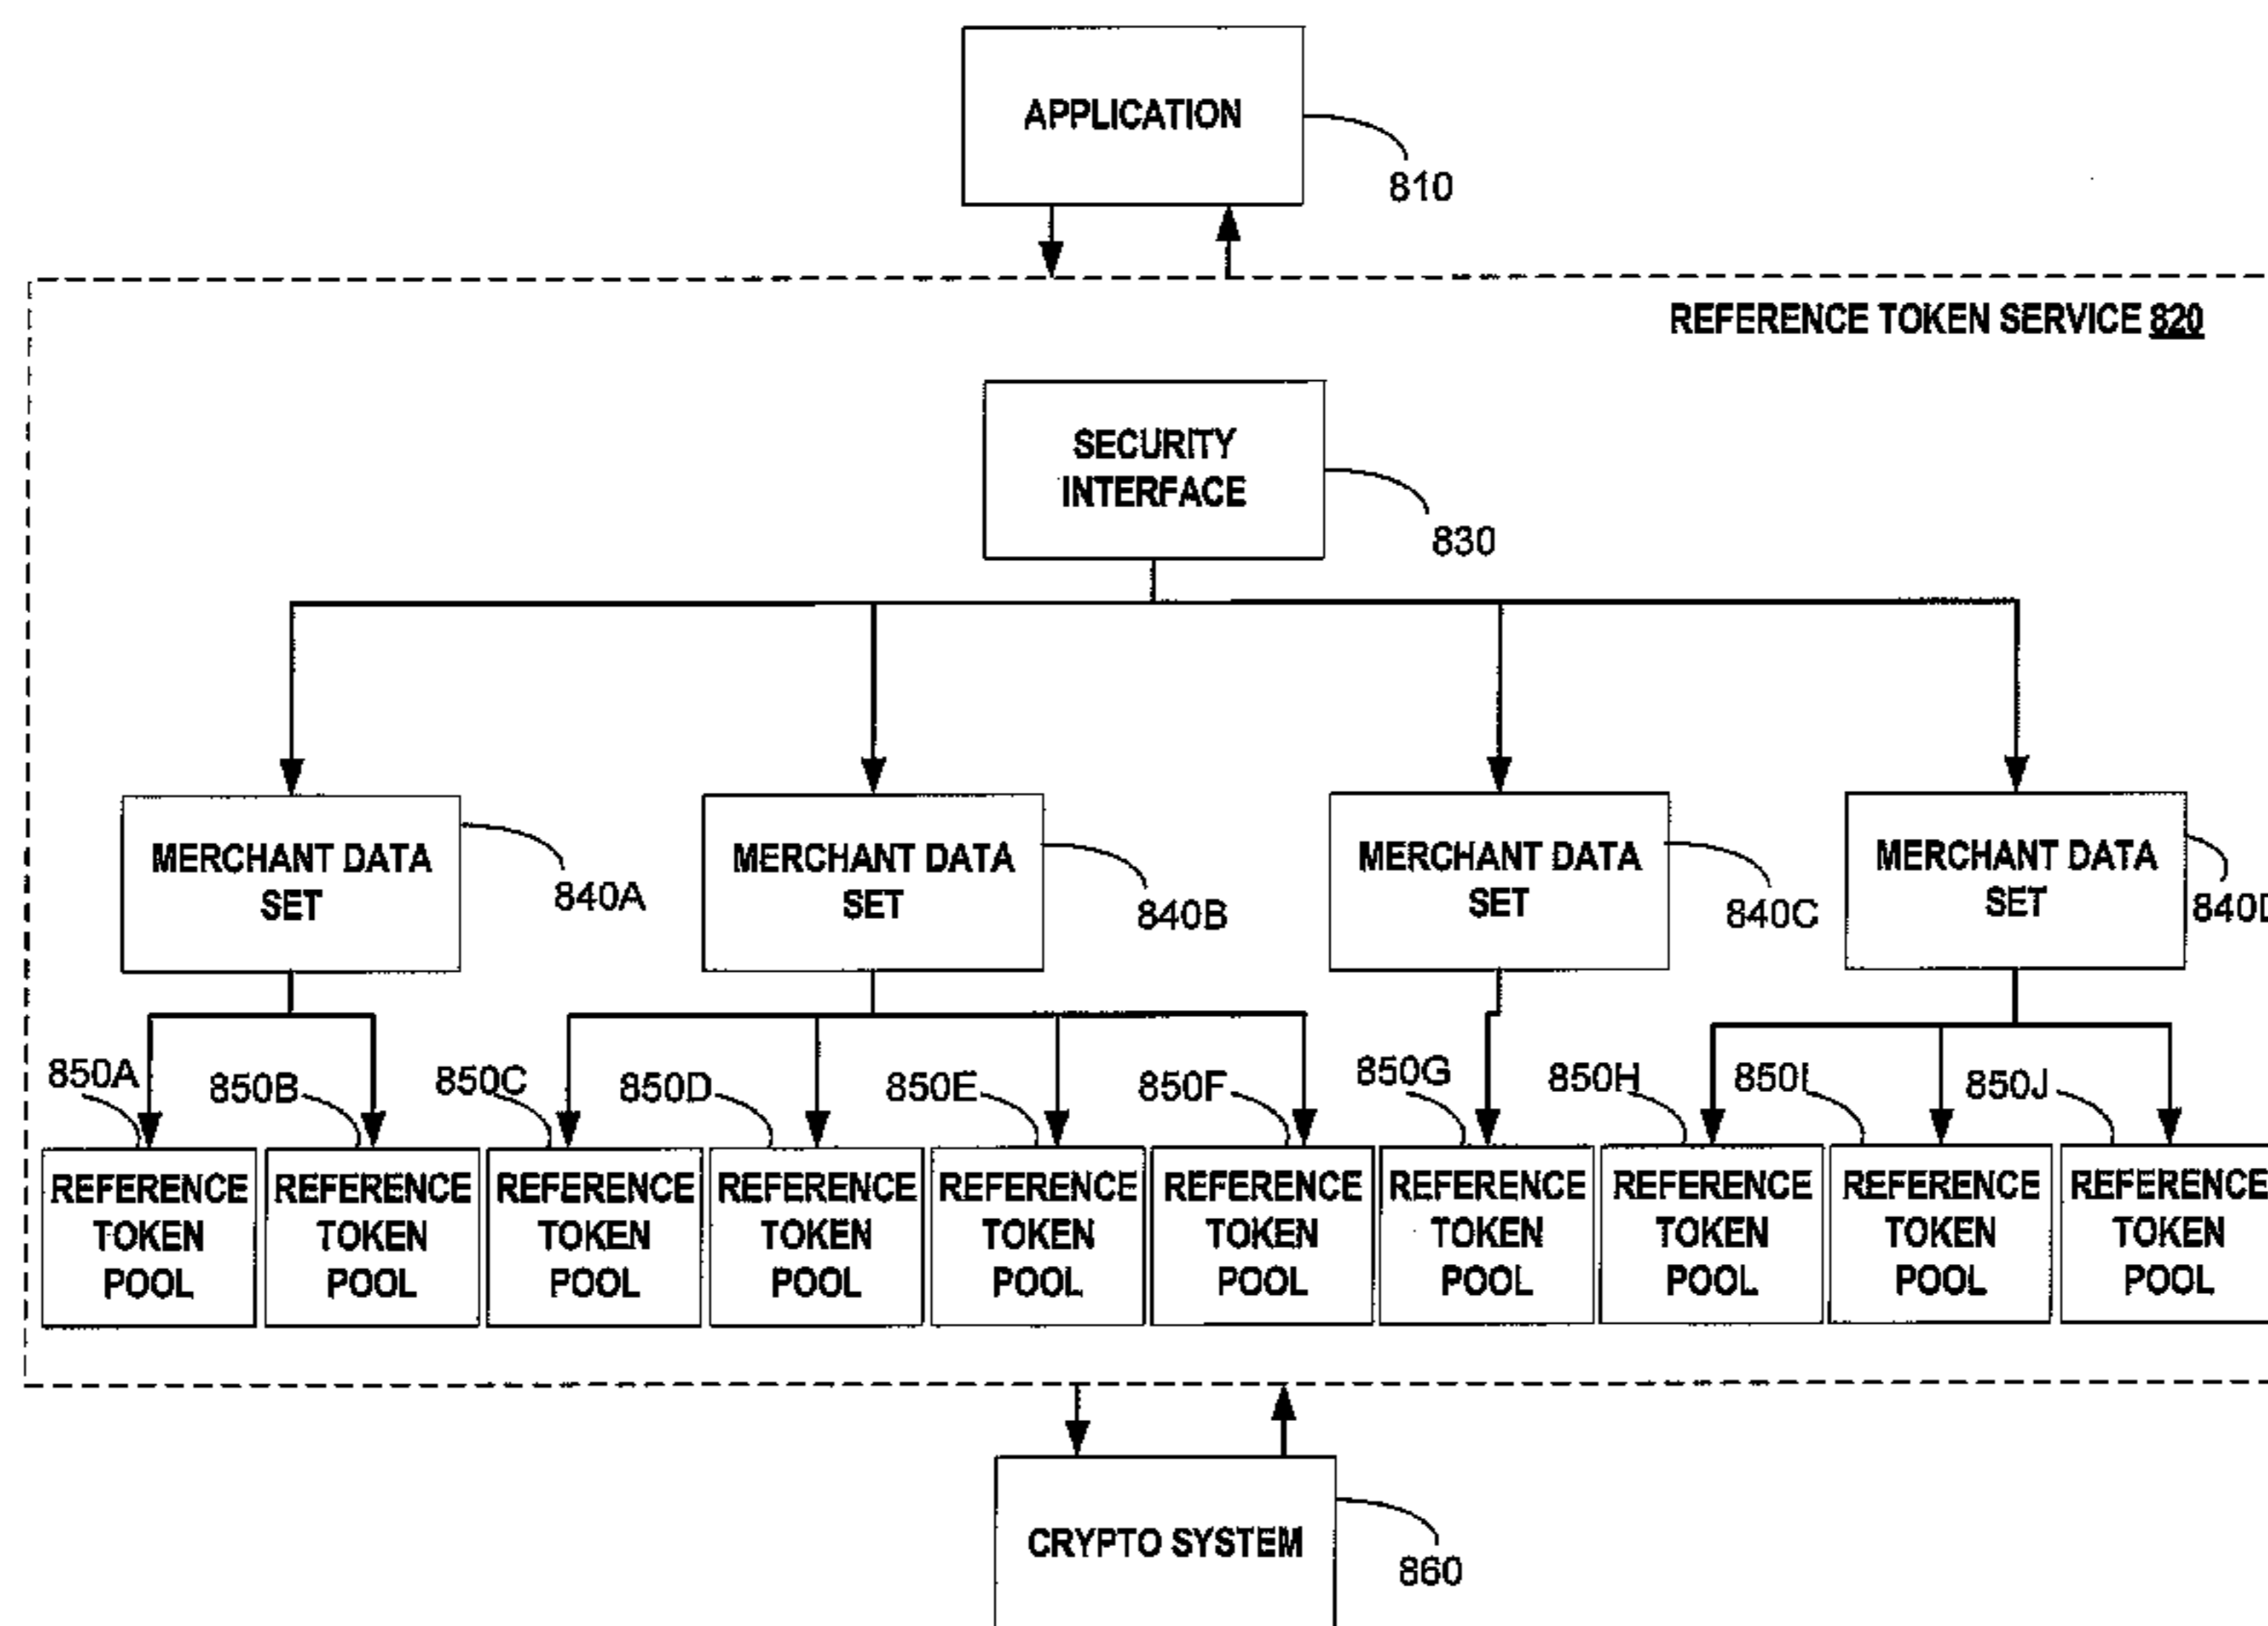 APPLICATION
810
REFERENCE TOKEN SERVICE 820
SECURITY
INTERFACE
830
MERCHANT DATA
SET
840A
MERCHANT DATA
SET
840B
MERCHANT DATA
SET
840C
MERCHANT DATA
SET
840D
850A
850B
850C
850D
850E
850F
850G
850H
850I
850J
REFERENCE
TOKEN
POOL
REFERENCE
TOKEN
POOL
REFERENCE
TOKEN
POOL
REFERENCE
TOKEN
POOL
REFERENCE
TOKEN
POOL
REFERENCE
TOKEN
POOL
REFERENCE
TOKEN
POOL
REFERENCE
TOKEN
POOL
REFERENCE
TOKEN
POOL
REFERENCE
TOKEN
POOL
CRYPTO SYSTEM
860